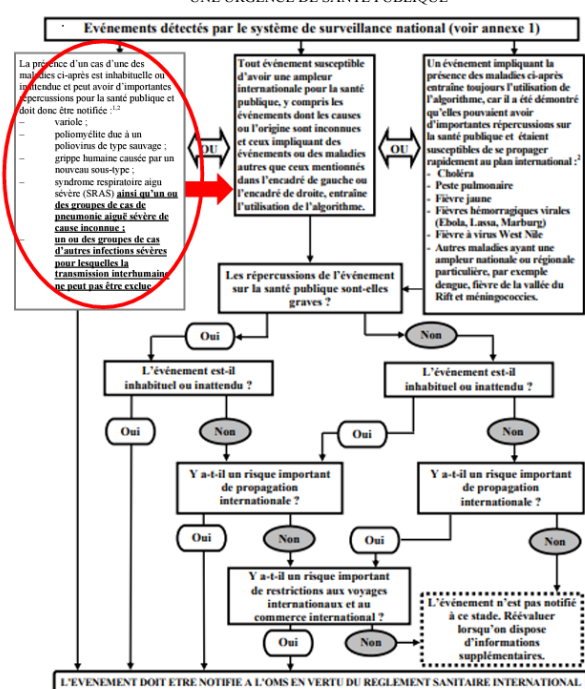 UNE URGENCE DE SANTÉ PUBLIQUE
Evénements détectés par le système de surveillance national (voir annexe 1)
La présence d'un cas d'une des
maladies ci-après est inhabituelle ou
inattendue et peut avoir d'importantes
répercussions pour la santé publique et
doit donc être notifiée :1,2
– variole ;
– poliomyélite due à un
poliovirus de type sauvage ;
– grippe humaine causée par un
nouveau sous-type ;
– syndrome respiratoire aigu
sévère (SRAS) ainsi qu'un ou
des groupes de cas de
pneumonie aiguë sévère de
cause inconnue ;
– un ou des groupes de cas
d'autres infections sévères
pour lesquelles la
transmission interhumaine
ne peut pas être exclue
OU
Tout événement susceptible
d'avoir une ampleur
internationale pour la santé
publique, y compris les
événements dont les causes
ou l'origine sont inconnues
et ceux impliquant des
événements ou des maladies
autres que ceux mentionnés
dans l'encadré de gauche ou
l'encadré de droite, entraîne
l'utilisation de l'algorithme.
OU
Un événement impliquant la
présence des maladies ci-après
entraîne toujours l'utilisation de
l'algorithme, car il a été démontré
qu'elles pouvaient avoir
d'importantes répercussions sur
la santé publique et étaient
susceptibles de se propager
rapidement au plan international :2
- Choléra
- Peste pulmonaire
- Fièvre jaune
- Fièvres hémorragiques virales
(Ebola, Lassa, Marburg)
- Fièvre à virus West Nile
- Autres maladies ayant une
ampleur nationale ou régionale
particulière, par exemple
dengue, fièvre de la vallée du
Rift et méningococcies.
Les répercussions de l'événement
sur la santé publique sont-elles
graves ?
Oui
Non
L'événement est-il
inhabituel ou inattendu ?
L'événement est-il
inhabituel ou inattendu ?
Oui
Non
Oui
Non
Y a-t-il un risque important
de propagation
internationale ?
Y a-t-il un risque important
de propagation
internationale ?
Oui
Non
Oui
Non
Y a-t-il un risque important
de restrictions aux voyages
internationaux et au
commerce international ?
L'événement n'est pas notifié
à ce stade. Réévaluer
lorsqu'on dispose
d'informations
supplémentaires.
Oui
Non
L'EVENEMENT DOIT ETRE NOTIFIE A L'OMS EN VERTU DU REGLEMENT SANITAIRE INTERNATIONAL